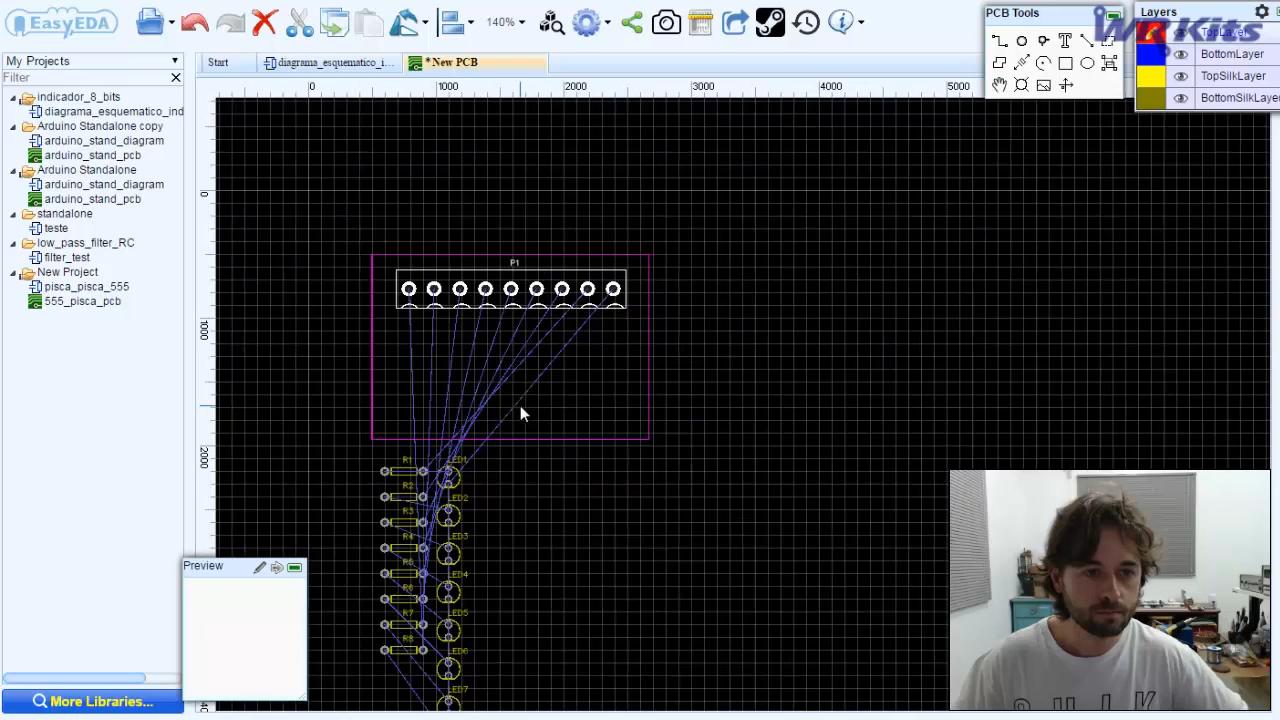 EasyEDA
140%
PCB Tools
Layers
WR Kits
TopLayer
BottomLayer
TopSilkLayer
BottomSilkLayer
My Projects
Filter
Start
diagrama_esquematico_i...
*New PCB
indicador_8_bits
diagrama_esquematico_ind
Arduino Standalone copy
arduino_stand_diagram
arduino_stand_pcb
Arduino Standalone
arduino_stand_diagram
arduino_stand_pcb
standalone
teste
low_pass_filter_RC
filter_test
New Project
pisca_pisca_555
555_pisca_pcb
0
1000
2000
3000
4000
5000
0
1000
2000
P1
R1
LED1
R2
LED2
R3
LED3
R4
LED4
R5
R6
LED5
R7
R8
LED6
LED7
Preview
More Libraries...